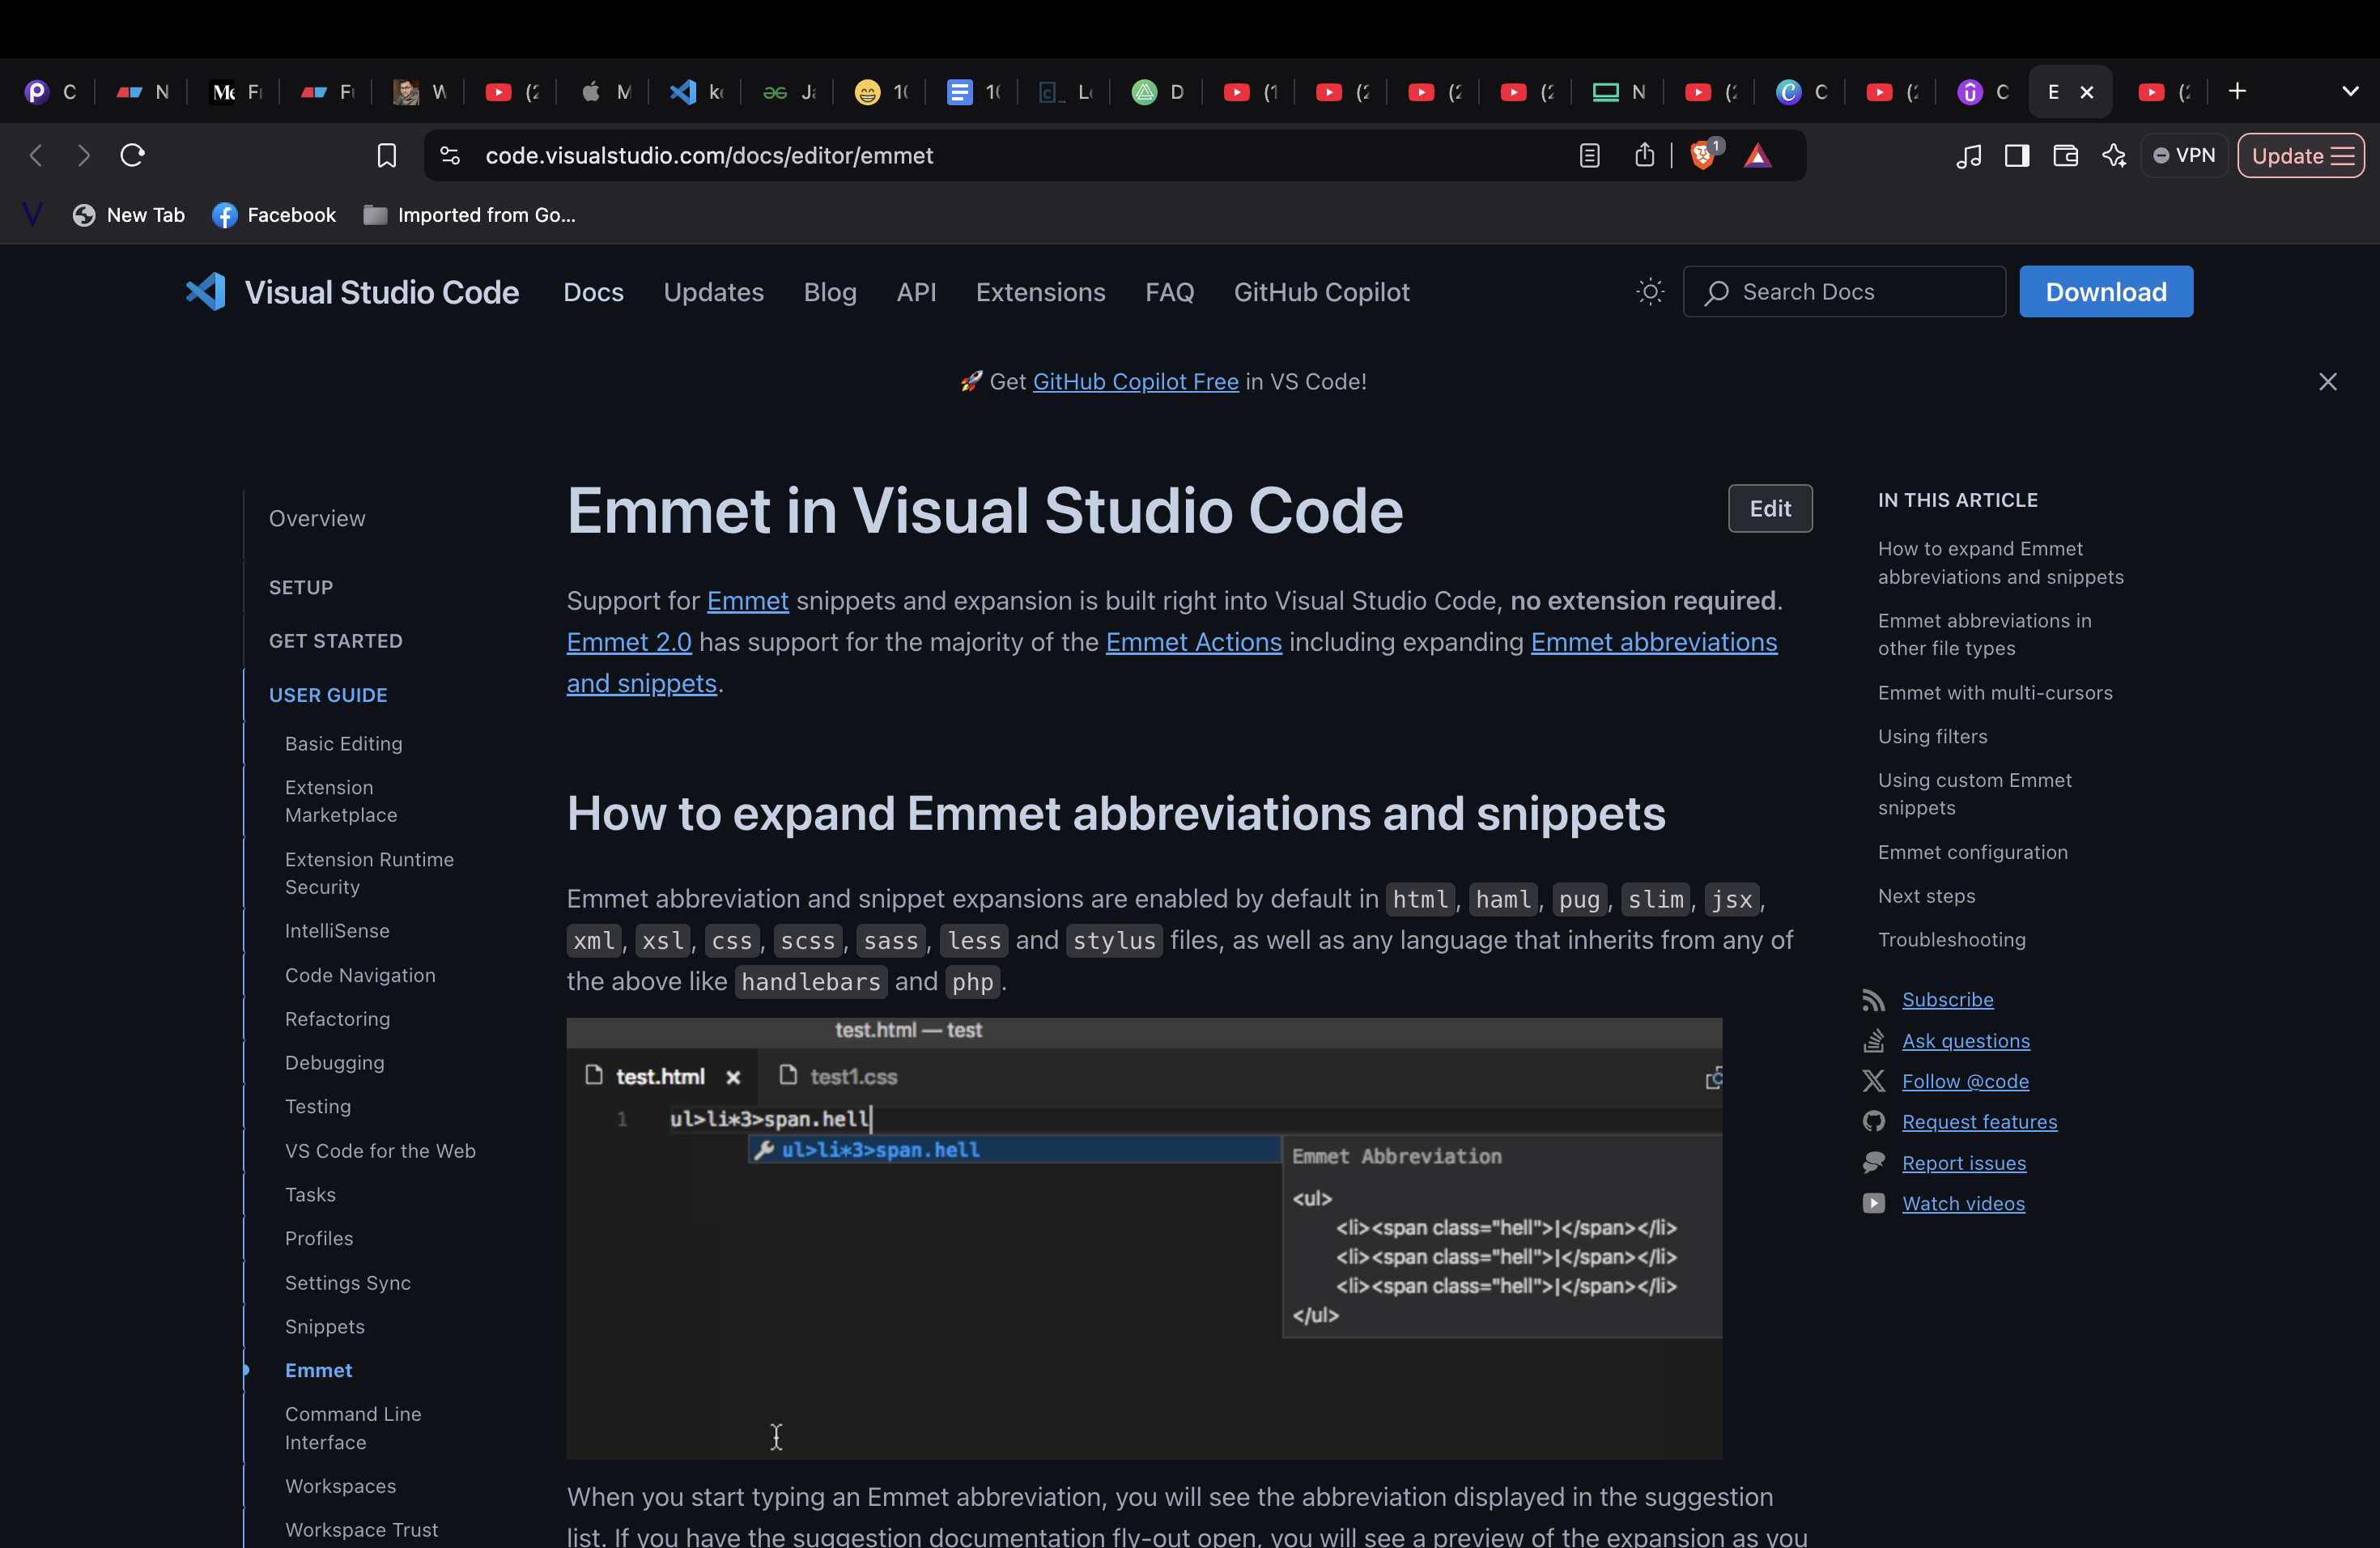 C
N
Fi
Fu
W
(2
M
ke
Ja
10
10
Le
D
(1
(2
(2
(2
N
(2
C
(2
C
E
(2
code.visualstudio.com/docs/editor/emmet
1
VPN
Update
New Tab
Facebook
Imported from Go...
Visual Studio Code
Docs
Updates
Blog
API
Extensions
FAQ
GitHub Copilot
Search Docs
Download
🚀 Get GitHub Copilot Free in VS Code!
Overview
SETUP
GET STARTED
USER GUIDE
Basic Editing
Extension
Marketplace
Extension Runtime
Security
IntelliSense
Code Navigation
Refactoring
Debugging
Testing
VS Code for the Web
Tasks
Profiles
Settings Sync
Snippets
Emmet
Command Line
Interface
Workspaces
Workspace Trust
Emmet in Visual Studio Code
Edit
Support for Emmet snippets and expansion is built right into Visual Studio Code, no extension required.
Emmet 2.0 has support for the majority of the Emmet Actions including expanding Emmet abbreviations
and snippets.
How to expand Emmet abbreviations and snippets
Emmet abbreviation and snippet expansions are enabled by default in html, haml, pug, slim, jsx,
xml, xsl, css, scss, sass, less and stylus files, as well as any language that inherits from any of
the above like handlebars and php.
test.html — test
test.html
test1.css
1 ul>li*3>span.hell
ul>li*3>span.hell
Emmet Abbreviation
<ul>
<li><span class="hell">|</span></li>
<li><span class="hell">|</span></li>
<li><span class="hell">|</span></li>
</ul>
When you start typing an Emmet abbreviation, you will see the abbreviation displayed in the suggestion
list. If you have the suggestion documentation fly-out open, you will see a preview of the expansion as you
IN THIS ARTICLE
How to expand Emmet
abbreviations and snippets
Emmet abbreviations in
other file types
Emmet with multi-cursors
Using filters
Using custom Emmet
snippets
Emmet configuration
Next steps
Troubleshooting
Subscribe
Ask questions
Follow @code
Request features
Report issues
Watch videos